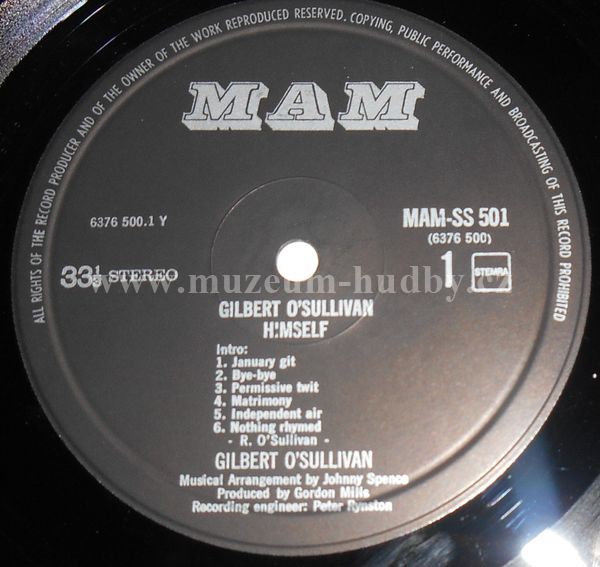 ALL RIGHTS OF THE RECORD PRODUCER AND OF THE OWNER OF THE WORK REPRODUCED RESERVED. COPYING, PUBLIC PERFORMANCE AND BROADCASTING OF THIS RECORD PROHIBITED
MAM
6376 500.1 Y
MAM-SS 501
(6376 500)
33⅓ STEREO
1 STEMRA
www.muzeum-hudby.cz
GILBERT O'SULLIVAN
H!MSELF
Intro:
1. January git
2. Bye-bye
3. Permissive twit
4. Matrimony
5. Independent air
6. Nothing rhymed
- R. O'Sullivan -
GILBERT O'SULLIVAN
Musical Arrangement by Johnny Spence
Produced by Gordon Mills
Recording engineer: Peter Rynston